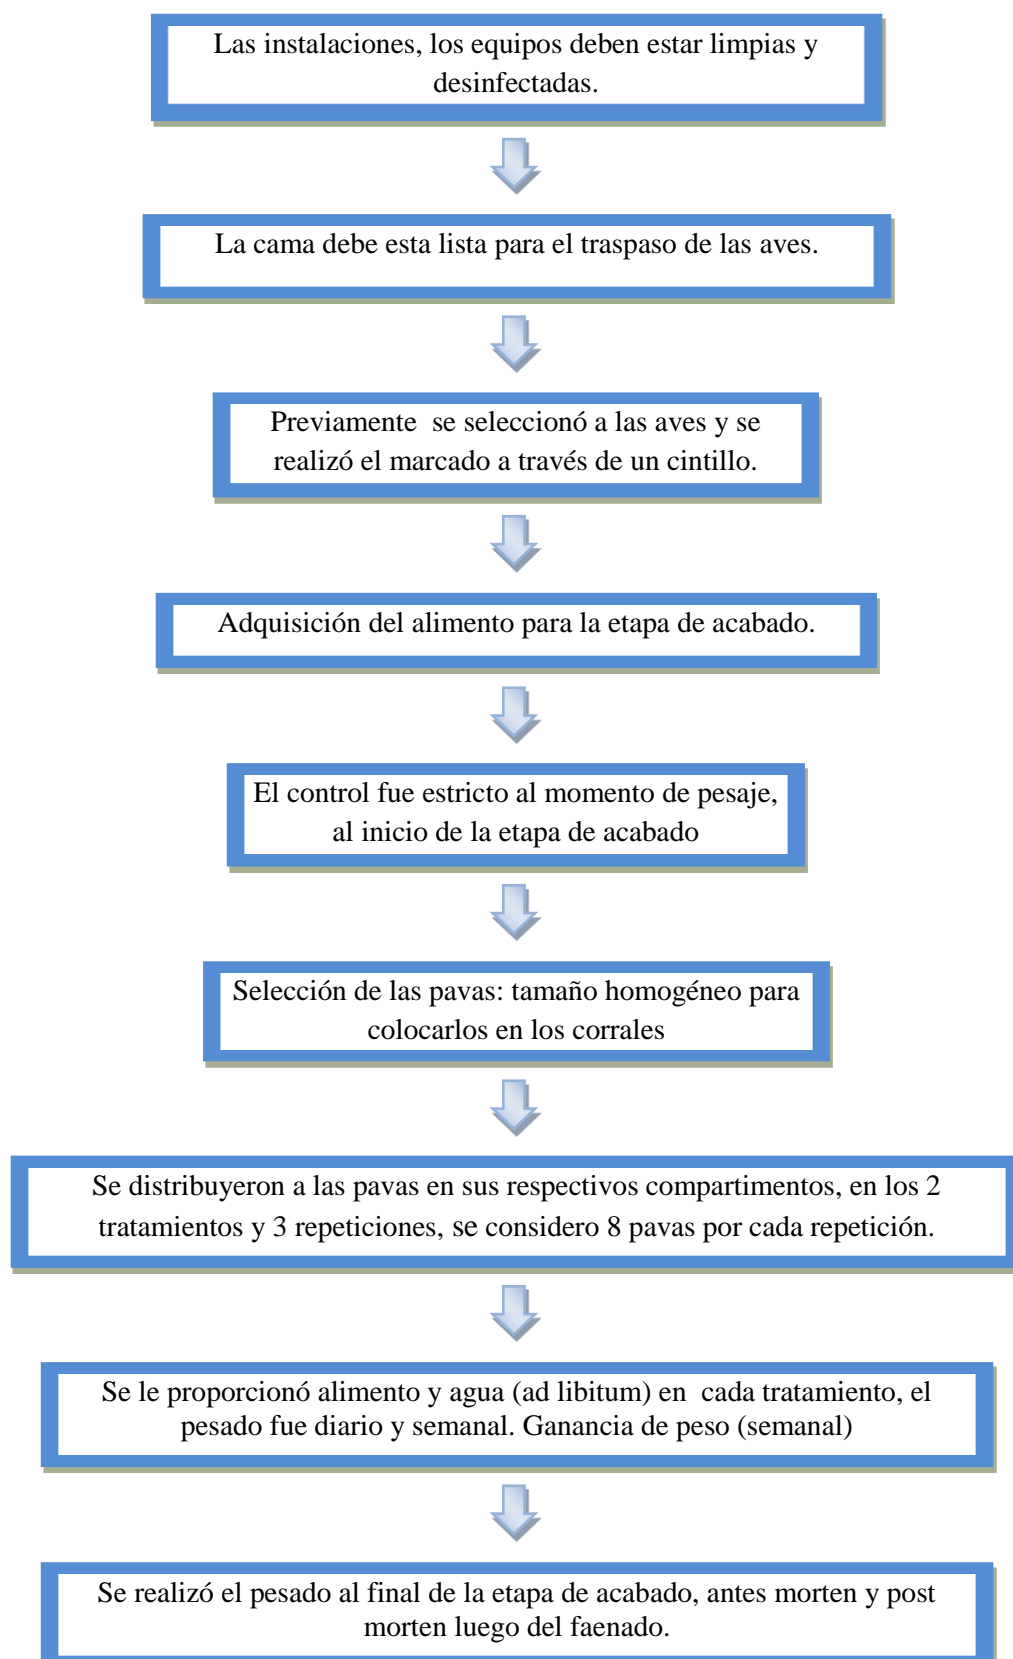 Las instalaciones, los equipos deben estar limpias y
desinfectadas.
La cama debe esta lista para el traspaso de las aves.
Previamente se seleccionó a las aves y se
realizó el marcado a través de un cintillo.
Adquisición del alimento para la etapa de acabado.
El control fue estricto al momento de pesaje,
al inicio de la etapa de acabado
Selección de las pavas: tamaño homogéneo para
colocarlos en los corrales
Se distribuyeron a las pavas en sus respectivos compartimentos, en los 2
tratamientos y 3 repeticiones, se considero 8 pavas por cada repetición.
Se le proporcionó alimento y agua (ad libitum) en cada tratamiento, el
pesado fue diario y semanal. Ganancia de peso (semanal)
Se realizó el pesado al final de la etapa de acabado, antes morten y post
morten luego del faenado.